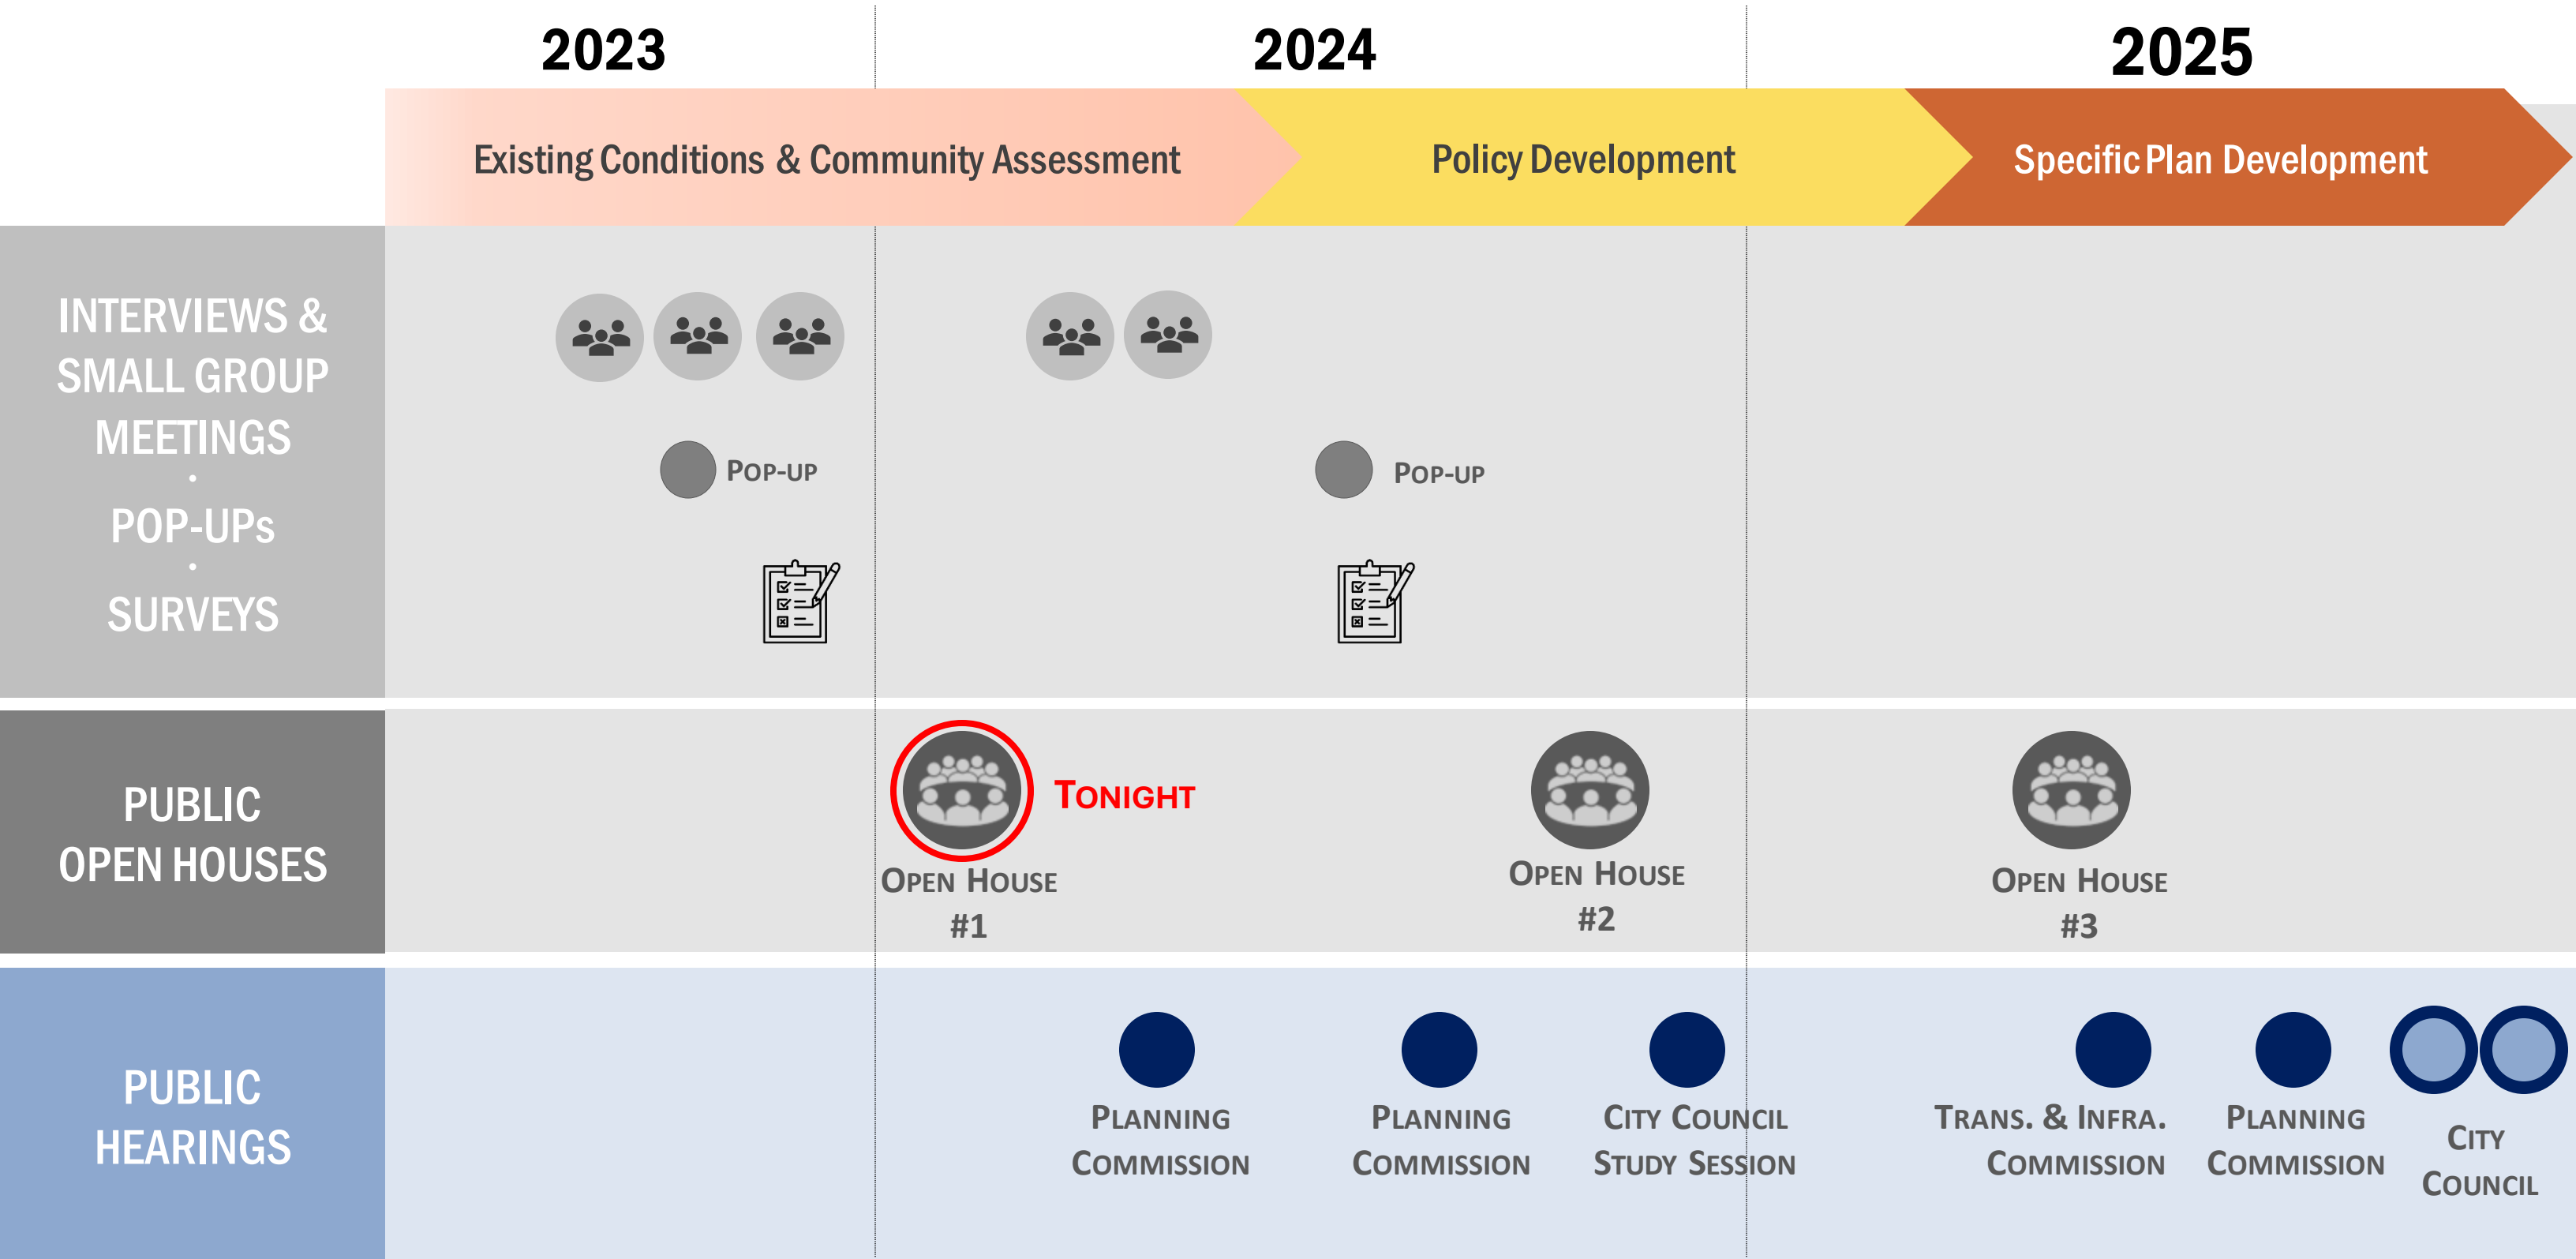 2023
2024
2025
Existing Conditions & Community Assessment
Policy Development
Specific Plan Development
INTERVIEWS &
SMALL GROUP
MEETINGS
·
POP-UPs
·
SURVEYS
POP-UP
POP-UP
PUBLIC
OPEN HOUSES
TONIGHT
OPEN HOUSE
#1
OPEN HOUSE
#2
OPEN HOUSE
#3
PUBLIC
HEARINGS
PLANNING
COMMISSION
PLANNING
COMMISSION
CITY COUNCIL
STUDY SESSION
TRANS. & INFRA.
COMMISSION
PLANNING
COMMISSION
CITY
COUNCIL